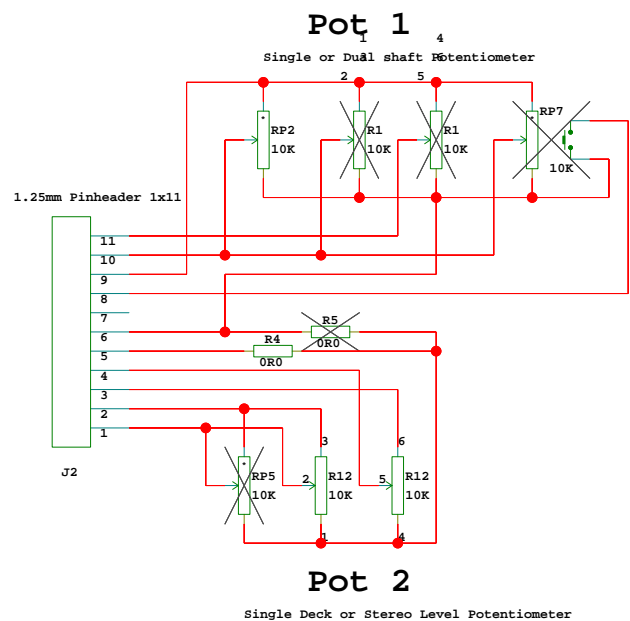 Pot 1
Single or Dual shaft Potentiometer
1
3
4
6
2
5
RP2
10K
R1
10K
R1
10K
RP7
10K
1.25mm Pinheader 1x11
11
10
9
8
7
6
5
4
3
2
1
J2
R5
0R0
R4
0R0
RP5
10K
3
2
R12
10K
1
6
5
R12
10K
4
Pot 2
Single Deck or Stereo Level Potentiometer